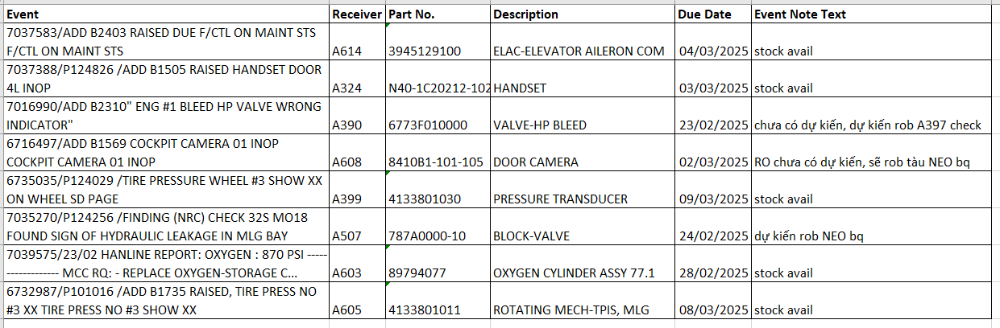 Event Receiver Part No. Description Due Date Event Note Text
7037583/ADD B2403 RAISED DUE F/CTL ON MAINT STS
F/CTL ON MAINT STS A614 3945129100 ELAC-ELEVATOR AILERON COM 04/03/2025 stock avail
7037388/P124826 /ADD B1505 RAISED HANDSET DOOR
4L INOP A324 N40-1C20212-102 HANDSET 03/03/2025 stock avail
7016990/ADD B2310" ENG #1 BLEED HP VALVE WRONG
INDICATOR" A390 6773F010000 VALVE-HP BLEED 23/02/2025 chưa có dự kiến, dự kiến rob A397 check
6716497/ADD B1569 COCKPIT CAMERA 01 INOP
COCKPIT CAMERA 01 INOP A608 8410B1-101-105 DOOR CAMERA 02/03/2025 RO chưa có dự kiến, sẽ rob tàu NEO bq
6735035/P124029 /TIRE PRESSURE WHEEL #3 SHOW XX
ON WHEEL SD PAGE A399 4133801030 PRESSURE TRANSDUCER 09/03/2025 stock avail
7035270/P124256 /FINDING (NRC) CHECK 32S MO18
FOUND SIGN OF HYDRAULIC LEAKAGE IN MLG BAY A507 787A0000-10 BLOCK-VALVE 24/02/2025 dự kiến rob NEO bq
7039575/23/02 HANLINE REPORT: OXYGEN : 870 PSI -----
---------------- MCC RQ: - REPLACE OXYGEN-STORAGE C... A603 89794077 OXYGEN CYLINDER ASSY 77.1 28/02/2025 stock avail
6732987/P101016 /ADD B1735 RAISED, TIRE PRESS NO
#3 XX TIRE PRESS NO #3 SHOW XX A605 4133801011 ROTATING MECH-TPIS, MLG 08/03/2025 stock avail